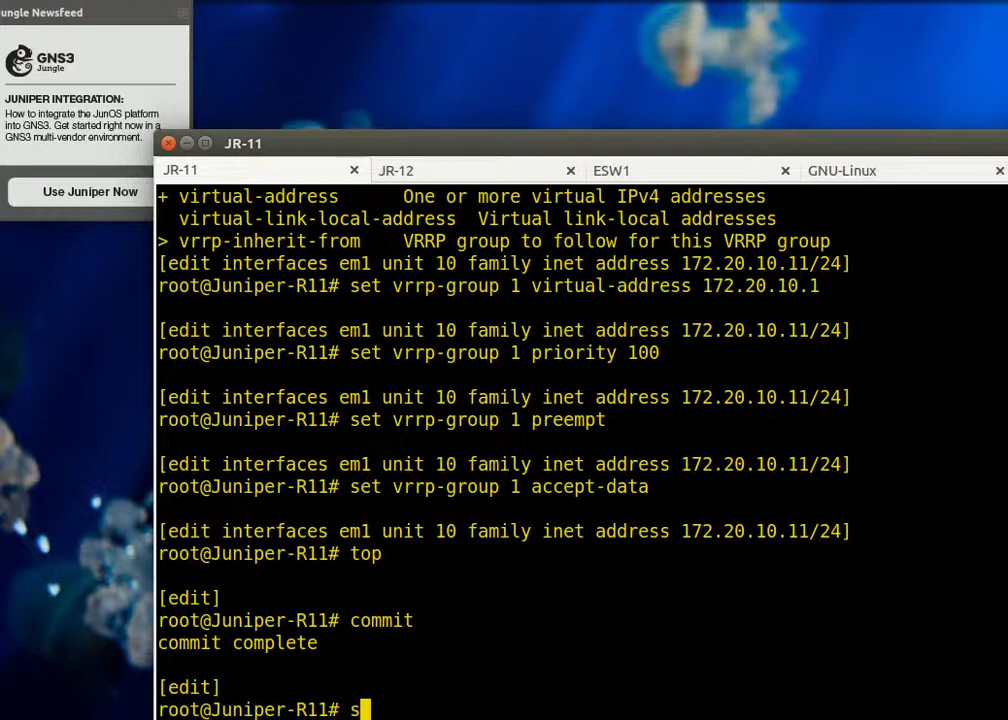 ungle Newsfeed
GNS3
Jungle
JUNIPER INTEGRATION:
How to integrate the JunOS platform
into GNS3. Get started right now in a
GNS3 multi-vendor environment.
Use Juniper Now
JR-11
JR-11
JR-12
ESW1
GNU-Linux
+ virtual-address One or more virtual IPv4 addresses
virtual-link-local-address Virtual link-local addresses
> vrrp-inherit-from VRRP group to follow for this VRRP group
[edit interfaces em1 unit 10 family inet address 172.20.10.11/24]
root@Juniper-R11# set vrrp-group 1 virtual-address 172.20.10.1
[edit interfaces em1 unit 10 family inet address 172.20.10.11/24]
root@Juniper-R11# set vrrp-group 1 priority 100
[edit interfaces em1 unit 10 family inet address 172.20.10.11/24]
root@Juniper-R11# set vrrp-group 1 preempt
[edit interfaces em1 unit 10 family inet address 172.20.10.11/24]
root@Juniper-R11# set vrrp-group 1 accept-data
[edit interfaces em1 unit 10 family inet address 172.20.10.11/24]
root@Juniper-R11# top
[edit]
root@Juniper-R11# commit
commit complete
[edit]
root@Juniper-R11# s